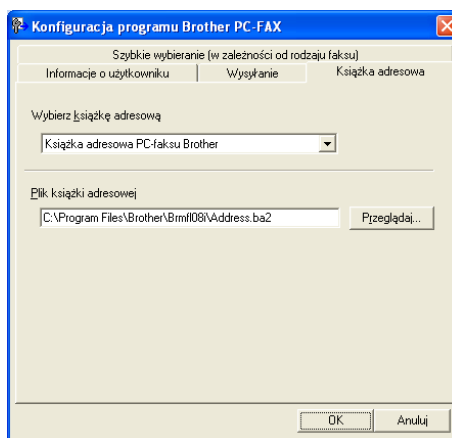 Konfiguracja programu Brother PC-FAX
Szybkie wybieranie (w zależności od rodzaju faksu)
Informacje o użytkowniku
Wysyłanie
Książka adresowa
Wybierz książkę adresową
Książka adresowa PC-faksu Brother
Plik książki adresowej
C:\Program Files\Brother\Brmfl08i\Address.ba2
Przeglądaj...
OK
Anuluj